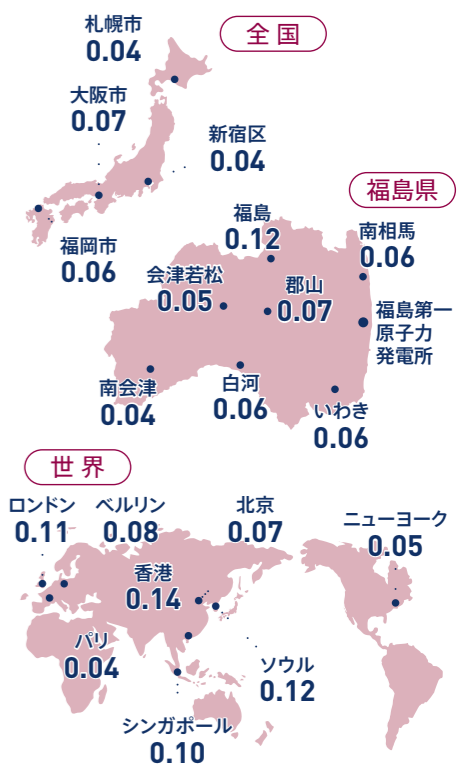 全国
札幌市
0.04
大阪市
0.07
新宿区
0.04
福岡市
0.06
福島県
福島
0.12
南相馬
0.06
会津若松
0.05
郡山
0.07
福島第一
原子力
発電所
南会津
0.04
白河
0.06
いわき
0.06
世界
ロンドン
0.11
ベルリン
0.08
北京
0.07
ニューヨーク
0.05
香港
0.14
パリ
0.04
ソウル
0.12
シンガポール
0.10